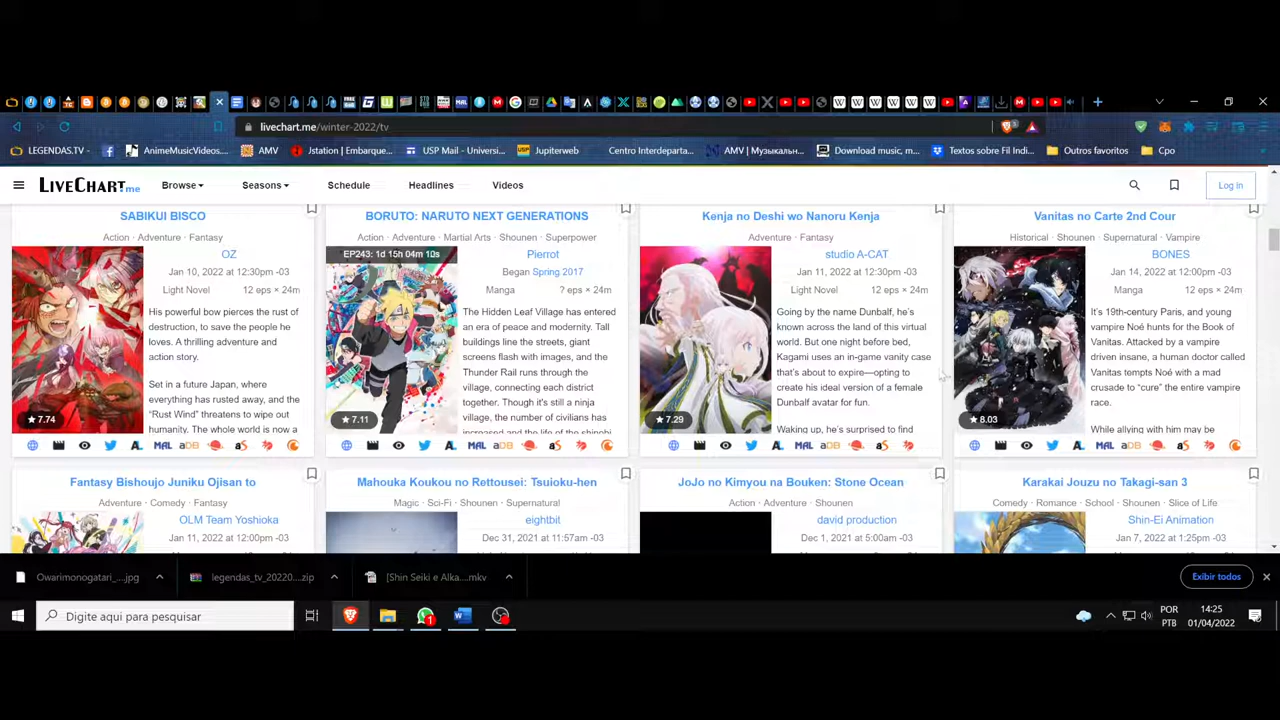 livechart.me/winter-2022/tv
LEGENDAS.TV -
AnimeMusicVideos...
AMV
Jstation | Embarque...
USP Mail - Universi...
Jupiterweb
Centro Interdeparta...
AMV | Музыкальн...
Download music, m...
Textos sobre Fil Indi...
Outros favoritos
Cpo
LIVECHART.me
Browse
Seasons
Schedule
Headlines
Videos
Log in
SABIKUI BISCO
Action · Adventure · Fantasy
OZ
Jan 10, 2022 at 12:30pm -03
Light Novel
12 eps × 24m
His powerful bow pierces the rust of
destruction, to save the people he
loves. A thrilling adventure and
action story.
Set in a future Japan, where
everything has rusted away, and the
“Rust Wind” threatens to wipe out
humanity. The whole world is on a
7.74
BORUTO: NARUTO NEXT GENERATIONS
Action · Adventure · Martial Arts · Shounen · Superpower
EP243: 1d 15h 04m 10s
Pierrot
Began Spring 2017
Manga
? eps × 24m
The Hidden Leaf Village has entered
an era of peace and modernity. Tall
buildings line the streets, giant
screens flash with images, and the
Thunder Rail runs through the
village, connecting each district
together. Though it's still a ninja
village, the number of civilians has
increased and the life of the shinobi
7.11
Kenja no Deshi wo Nanoru Kenja
Adventure · Fantasy
studio A-CAT
Jan 11, 2022 at 12:30pm -03
Light Novel
12 eps × 24m
Going by the name Dunbalf, he's
known across the land of this virtual
world. But one night before bed,
Kagami uses an in-game vanity case
that's about to expire—opting to
create his ideal version of a female
Dunbalf avatar for fun.
Waking up, he's surprised to find
7.29
Vanitas no Carte 2nd Cour
Historical · Shounen · Supernatural · Vampire
BONES
Jan 14, 2022 at 12:00pm -03
Manga
12 eps × 24m
It's 19th-century Paris, and young
vampire Noé hunts for the Book of
Vanitas. Attacked by a vampire
driven insane, a human doctor called
Vanitas tempts Noé with a mad
crusade to “cure” the entire vampire
race.
While allying with him may be
8.03
Fantasy Bishoujo Juniku Ojisan to
Adventure · Comedy · Fantasy
OLM Team Yoshioka
Jan 11, 2022 at 12:00pm -03
Mahouka Koukou no Rettousei: Tsuioku-hen
Magic · Sci-Fi · Shounen · Supernatural
eightbit
Dec 31, 2021 at 11:57am -03
JoJo no Kimyou na Bouken: Stone Ocean
Action · Adventure · Shounen
david production
Dec 1, 2021 at 5:00am -03
Karakai Jouzu no Takagi-san 3
Comedy · Romance · School · Shounen · Slice of Life
Shin-Ei Animation
Jan 7, 2022 at 1:25pm -03
Owarimonogatari_....jpg
legendas_tv_20220....zip
[Shin Seiki e Alka....mkv
Exibir todos
Digite aqui para pesquisar
POR
PTB
14:25
01/04/2022